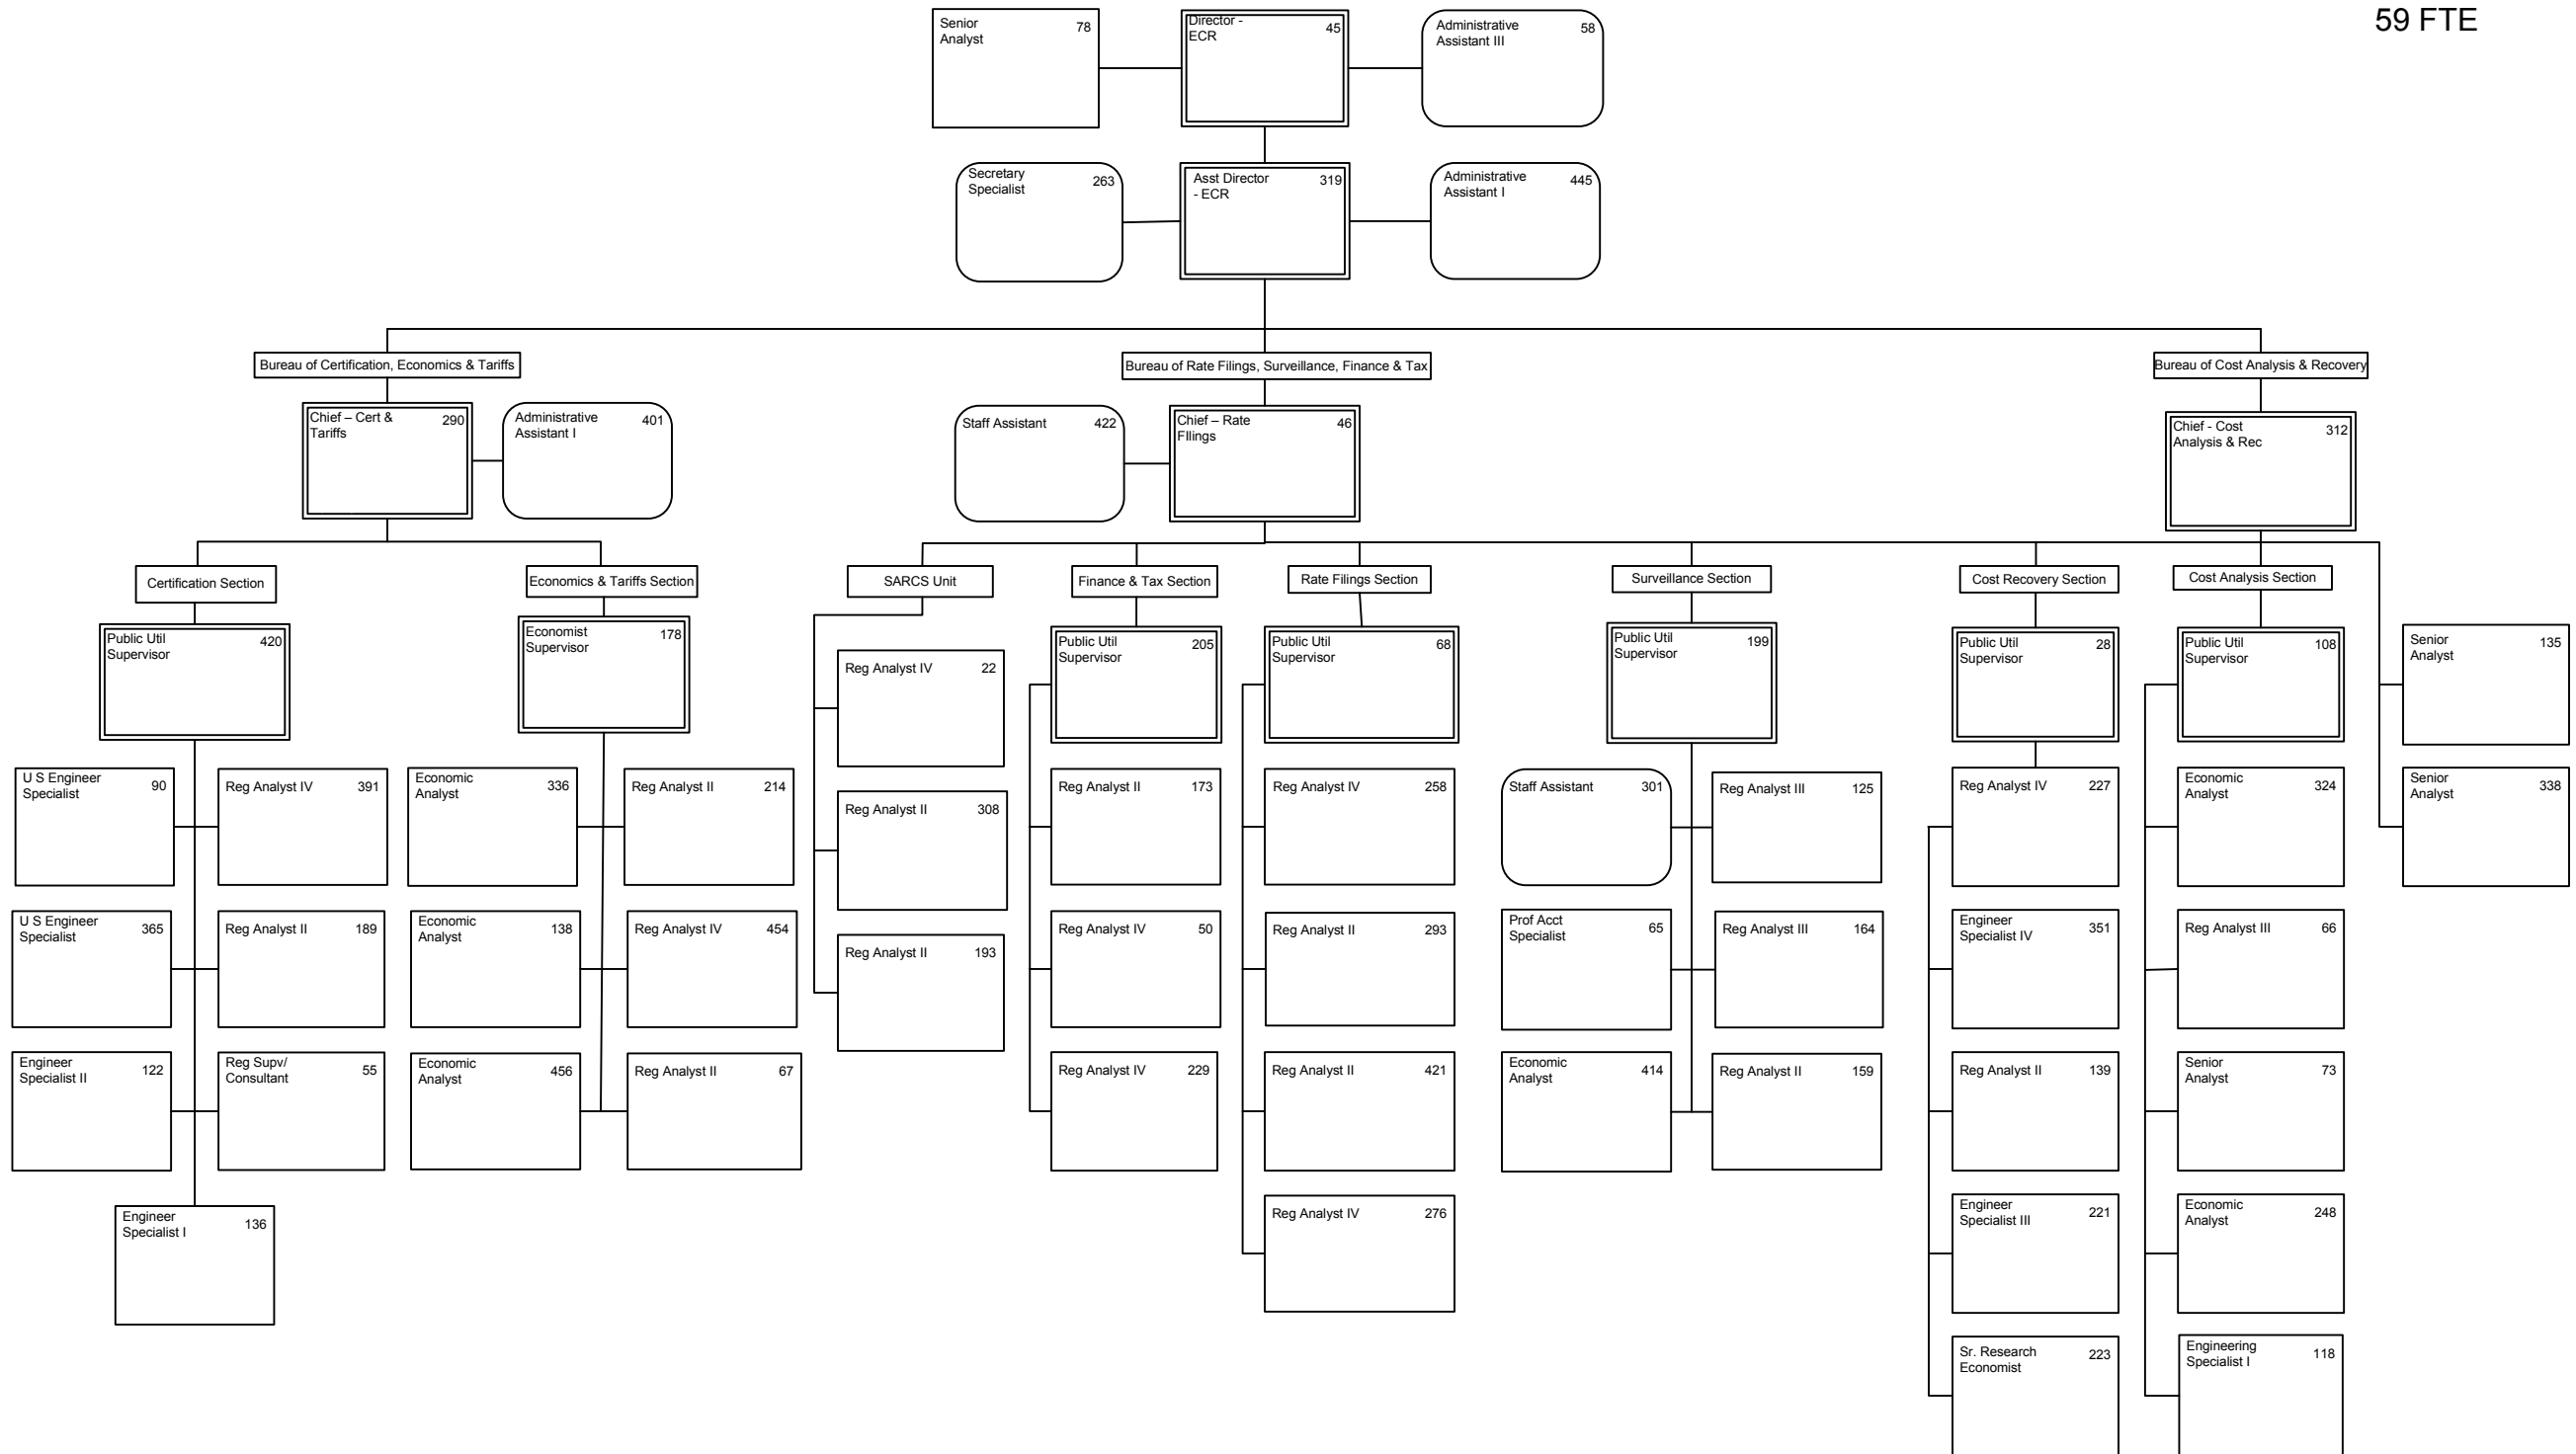 59 FTE
Senior
Analyst
78
Director -
ECR
45
Administrative
Assistant III
58
Secretary
Specialist
263
Asst Director
- ECR
319
Administrative
Assistant I
445
Bureau of Certification, Economics & Tariffs
Bureau of Rate Filings, Surveillance, Finance & Tax
Bureau of Cost Analysis & Recovery
Chief – Cert &
Tariffs
290
Administrative
Assistant I
401
Staff Assistant
422
Chief – Rate
FIlings
46
Chief - Cost
Analysis & Rec
312
Certification Section
Economics & Tariffs Section
SARCS Unit
Finance & Tax Section
Rate Filings Section
Surveillance Section
Cost Recovery Section
Cost Analysis Section
Public Util
Supervisor
420
Economist
Supervisor
178
Reg Analyst IV
22
Public Util
Supervisor
205
Public Util
Supervisor
68
Public Util
Supervisor
199
Public Util
Supervisor
28
Public Util
Supervisor
108
Senior
Analyst
135
U S Engineer
Specialist
90
Reg Analyst IV
391
Economic
Analyst
336
Reg Analyst II
214
Reg Analyst II
308
Reg Analyst II
173
Reg Analyst IV
258
Staff Assistant
301
Reg Analyst III
125
Reg Analyst IV
227
Economic
Analyst
324
Senior
Analyst
338
U S Engineer
Specialist
365
Reg Analyst II
189
Economic
Analyst
138
Reg Analyst IV
454
Reg Analyst II
193
Reg Analyst IV
50
Reg Analyst II
293
Prof Acct
Specialist
65
Reg Analyst III
164
Engineer
Specialist IV
351
Reg Analyst III
66
Engineer
Specialist II
122
Reg Supv/
Consultant
55
Economic
Analyst
456
Reg Analyst II
67
Reg Analyst IV
229
Reg Analyst II
421
Economic
Analyst
414
Reg Analyst II
159
Reg Analyst II
139
Senior
Analyst
73
Engineer
Specialist I
136
Reg Analyst IV
276
Engineer
Specialist III
221
Economic
Analyst
248
Sr. Research
Economist
223
Engineering
Specialist I
118